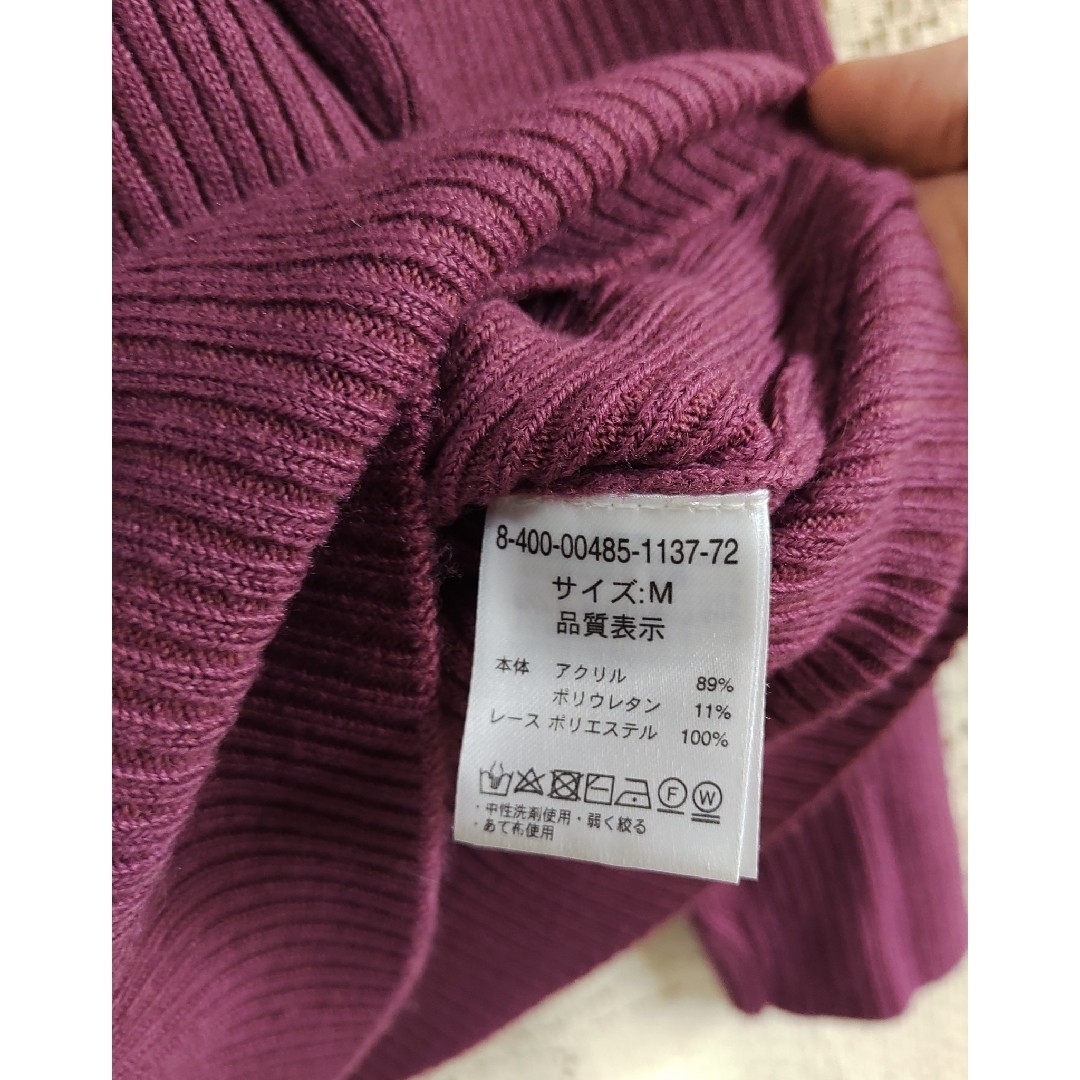 8-400-00485-1137-72
サイズ:M
品質表示
本体 アクリル 89%
ポリウレタン 11%
レース ポリエステル 100%
F W
・中性洗剤使用・弱く絞る
・あて布使用